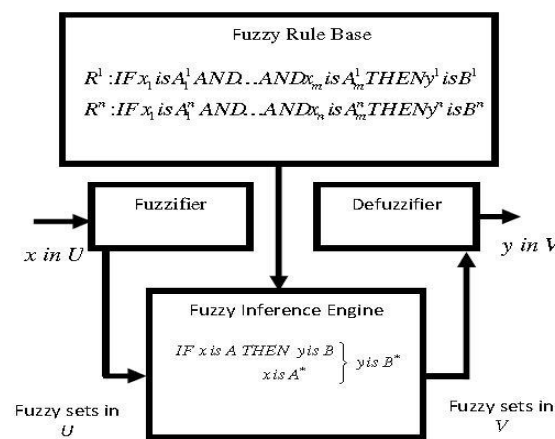 Fuzzy Rule Base
R¹ :IF x₁ is A₁¹ AND...AND xₘ is Aₘ¹ THEN y¹ is B¹
Rⁿ :IF x₁ is A₁ⁿ AND...AND xₙ is Aₘⁿ THEN yⁿ is Bⁿ
Fuzzifier
Defuzzifier
x in U
y in V
Fuzzy Inference Engine
IF x is A THEN y is B
x is A*
} y is B*
Fuzzy sets in
U
Fuzzy sets in
V